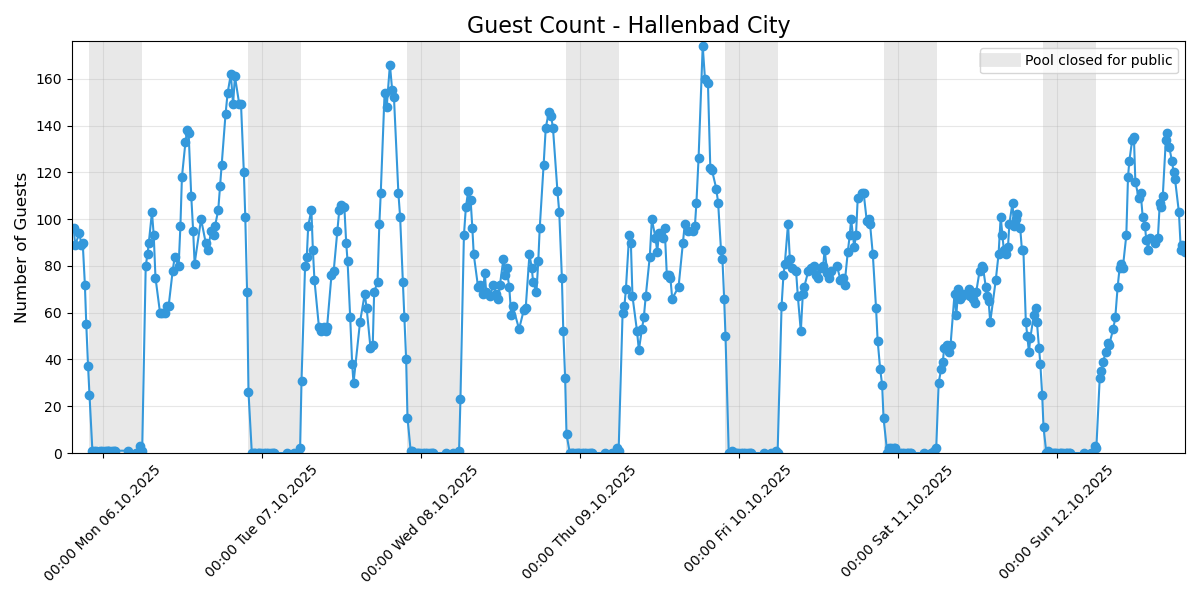 Guest Count - Hallenbad City
Pool closed for public
Number of Guests
160
140
120
100
80
60
40
20
0
00:00 Mon 06.10.2025
00:00 Tue 07.10.2025
00:00 Wed 08.10.2025
00:00 Thu 09.10.2025
00:00 Fri 10.10.2025
00:00 Sat 11.10.2025
00:00 Sun 12.10.2025